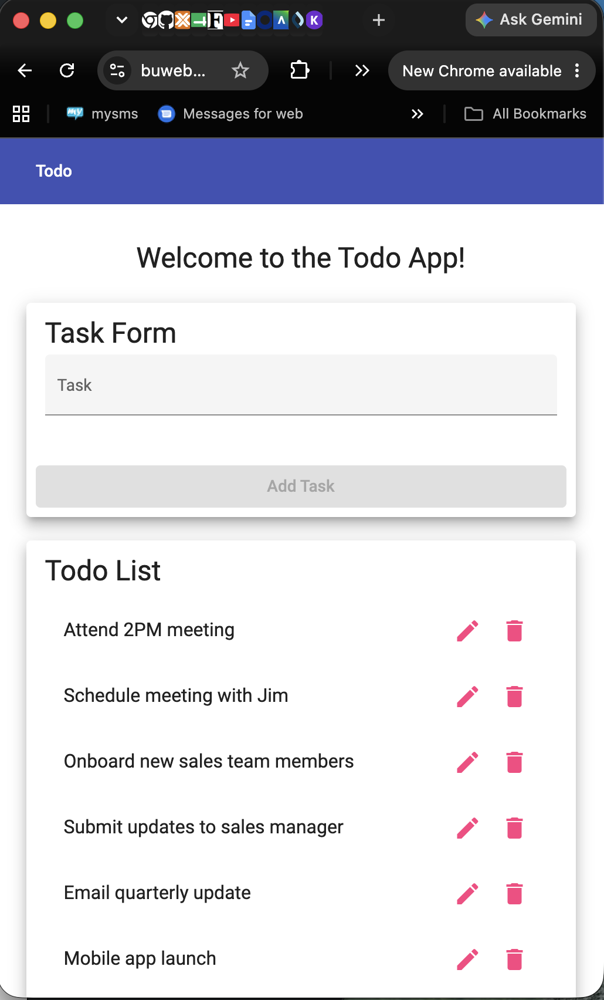 Ask Gemini
buweb...
New Chrome available
mysms
Messages for web
All Bookmarks
Todo
Welcome to the Todo App!
Task Form
Task
Add Task
Todo List
Attend 2PM meeting
Schedule meeting with Jim
Onboard new sales team members
Submit updates to sales manager
Email quarterly update
Mobile app launch